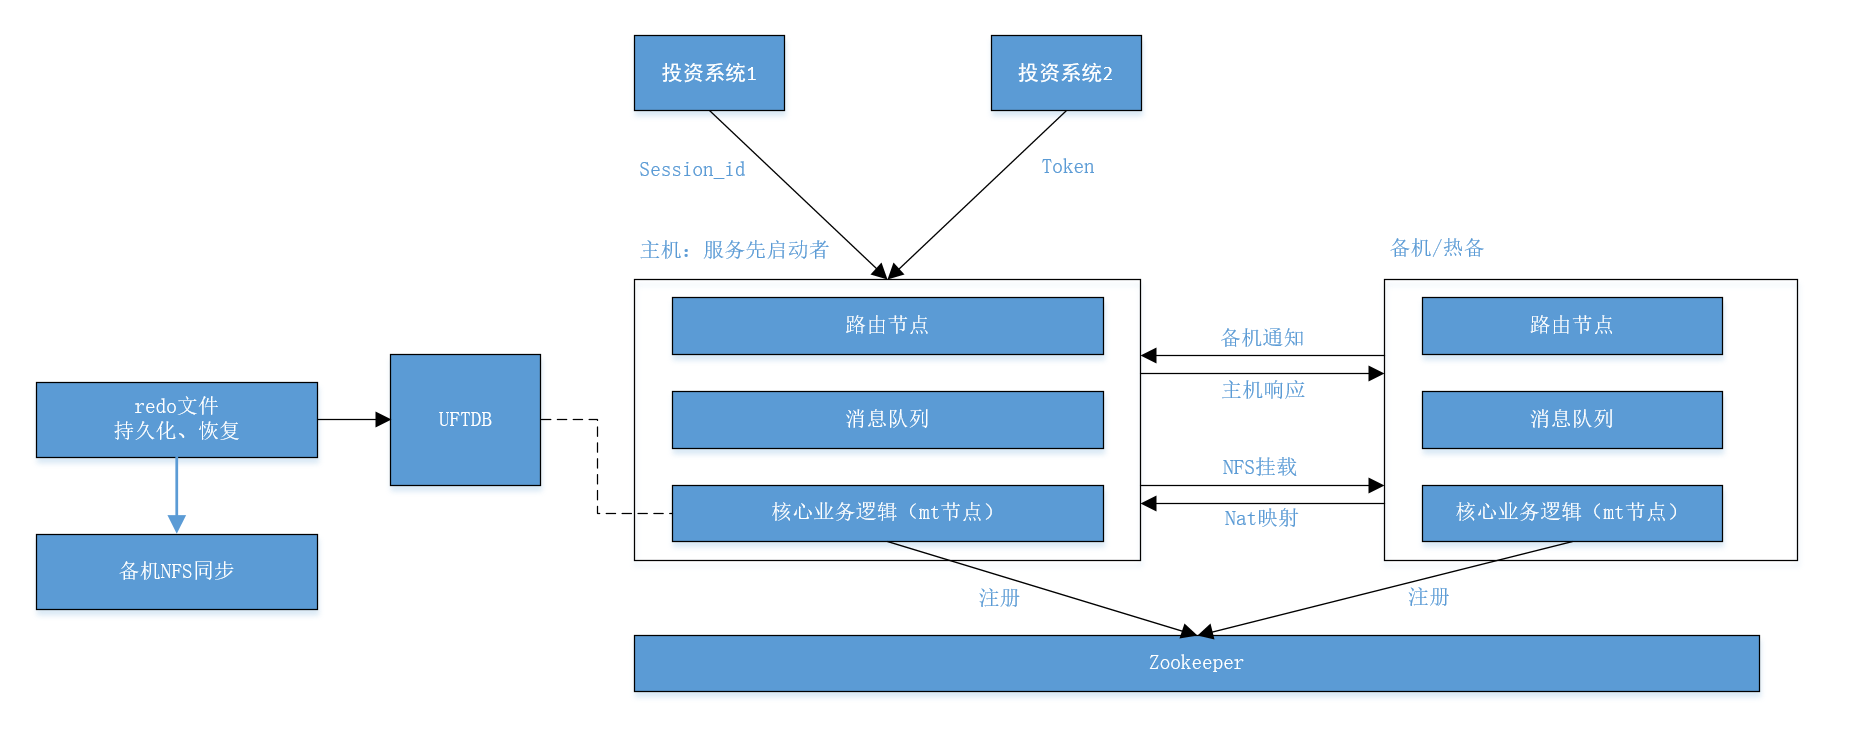 投资系统1
投资系统2
Session_id
Token
主机：服务先启动者
备机/热备
路由节点
路由节点
备机通知
主机响应
redo文件
持久化、恢复
UFTDB
消息队列
消息队列
NFS挂载
核心业务逻辑（mt节点）
核心业务逻辑（mt节点）
Nat映射
备机NFS同步
注册
注册
Zookeeper